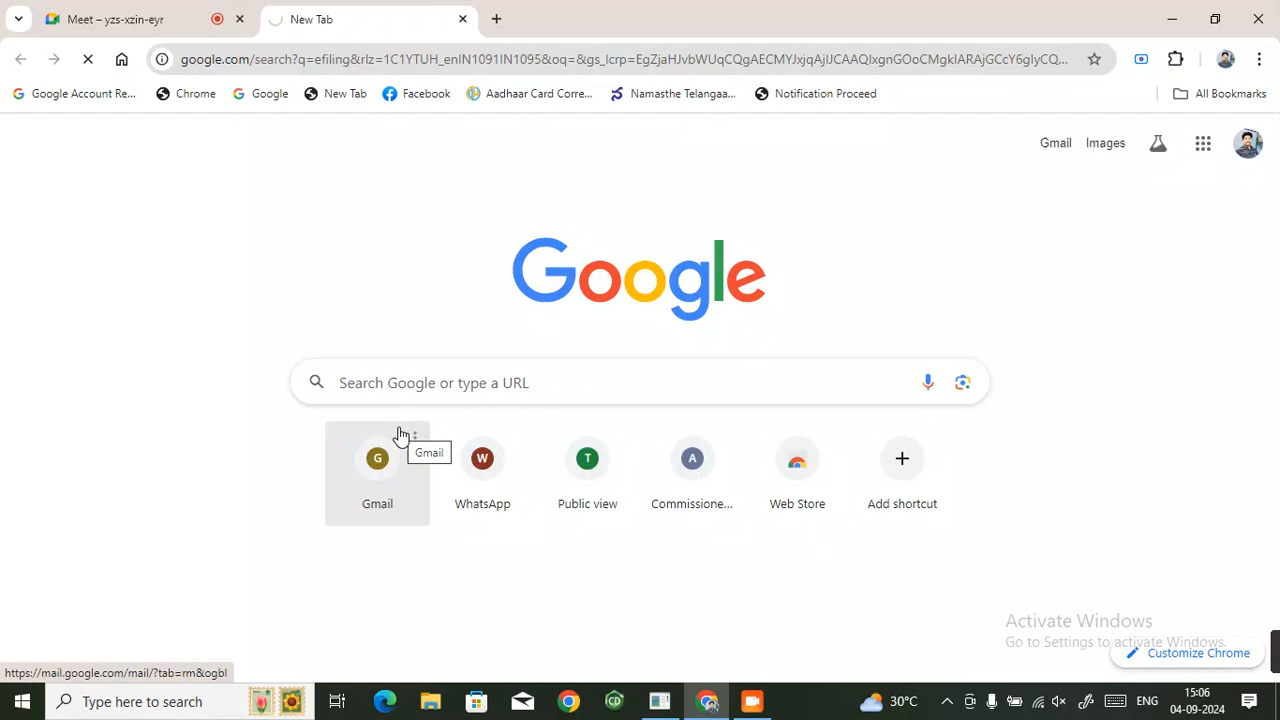 Meet – yzs-xzin-eyr
New Tab
google.com/search?q=efiling&rlz=1C1YTUH_enIN1091IN1095&oq=&gs_lcrp=EgZjaHJvbWUqCQgAECMYJxjqAjIJCAAQIxgnGOoCMgkIARAjGCcY6gIyCQ...
Google Account Re...
Chrome
Google
New Tab
Facebook
Aadhaar Card Corre...
Namasthe Telangaa...
Notification Proceed
All Bookmarks
Gmail
Images
Google
Search Google or type a URL
Gmail
G
W
T
A
Gmail
WhatsApp
Public view
Commissione...
Web Store
Add shortcut
Activate Windows
Go to Settings to activate Windows.
Customize Chrome
https://mail.google.com/mail/?tab=rm&ogbl
Type here to search
30°C
ENG
15:06
04-09-2024